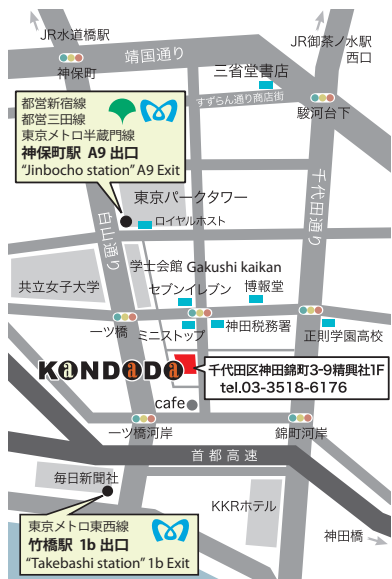 JR水道橋駅
靖国通り
JR御茶ノ水駅
西口
神保町
三省堂書店
すずらん通り商店街
駿河台下
都営新宿線
都営三田線
東京メトロ半蔵門線
神保町駅 A9 出口
“Jinbocho station” A9 Exit
東京パークタワー
ロイヤルホスト
白山通り
千代田通り
学士会館 Gakushi kaikan
共立女子大学
セブンイレブン
博報堂
一ツ橋
ミニストップ
神田税務署
正則学園高校
KANDADA
千代田区神田錦町3-9精興社1F
tel.03-3518-6176
cafe
一ツ橋河岸
錦町河岸
首都高速
毎日新聞社
KKRホテル
東京メトロ東西線
竹橋駅 1b 出口
“Takebashi station” 1b Exit
神田橋